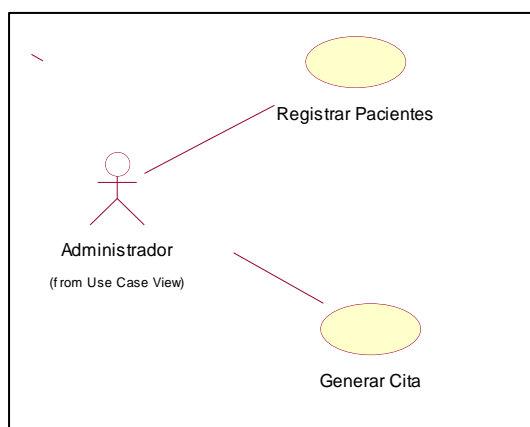 Registrar Pacientes
Administrador
(from Use Case View)
Generar Cita